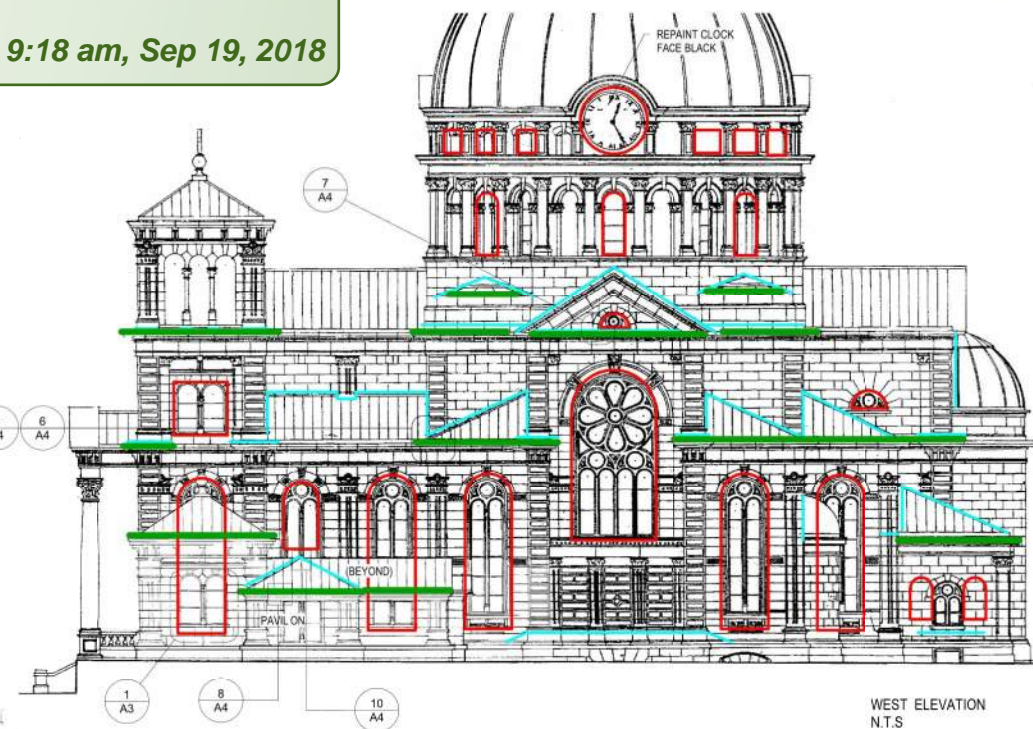 9:18 am, Sep 19, 2018
REPAINT CLOCK
FACE BLACK
7
A4
6
A4
(BEYOND)
PAVILON
1
A3
8
A4
10
A4
WEST ELEVATION
N.T.S